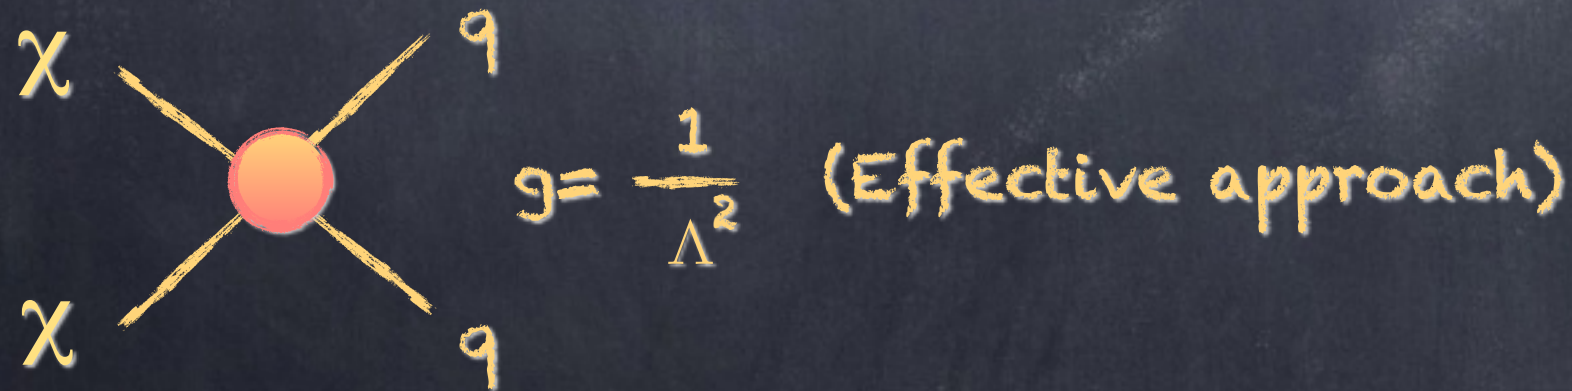 χ q
g= 1/Λ² (Effective approach)
χ q